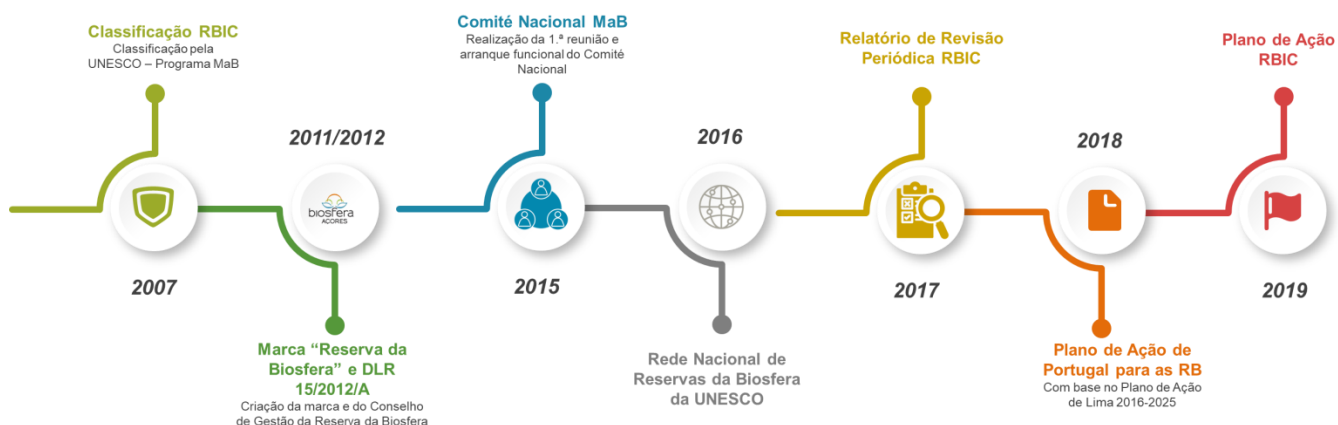 Classificação RBIC
Classificação pela
UNESCO – Programa MaB
2007
2011/2012
biosfera
AÇORES
Marca “Reserva da
Biosfera” e DLR
15/2012/A
Criação da marca e do Conselho
de Gestão da Reserva da Biosfera
Comité Nacional MaB
Realização da 1.ª reunião e
arranque funcional do Comité
Nacional
2015
2016
Rede Nacional de
Reservas da Biosfera
da UNESCO
Relatório de Revisão
Periódica RBIC
2017
2018
Plano de Ação de
Portugal para as RB
Com base no Plano de Ação
de Lima 2016-2025
Plano de Ação
RBIC
2019